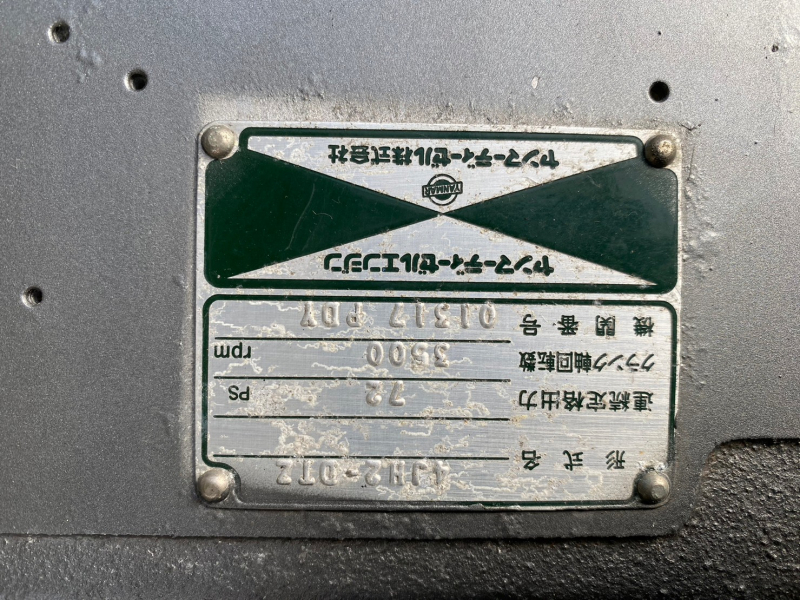 ヤンマーディーゼルエンジン
形式名 4JH2-DTZ
連続定格出力 72 PS
クランク軸回転数 3500 rpm
機関番号 01317 PDY
YANMAR
ヤンマーディーゼル株式会社